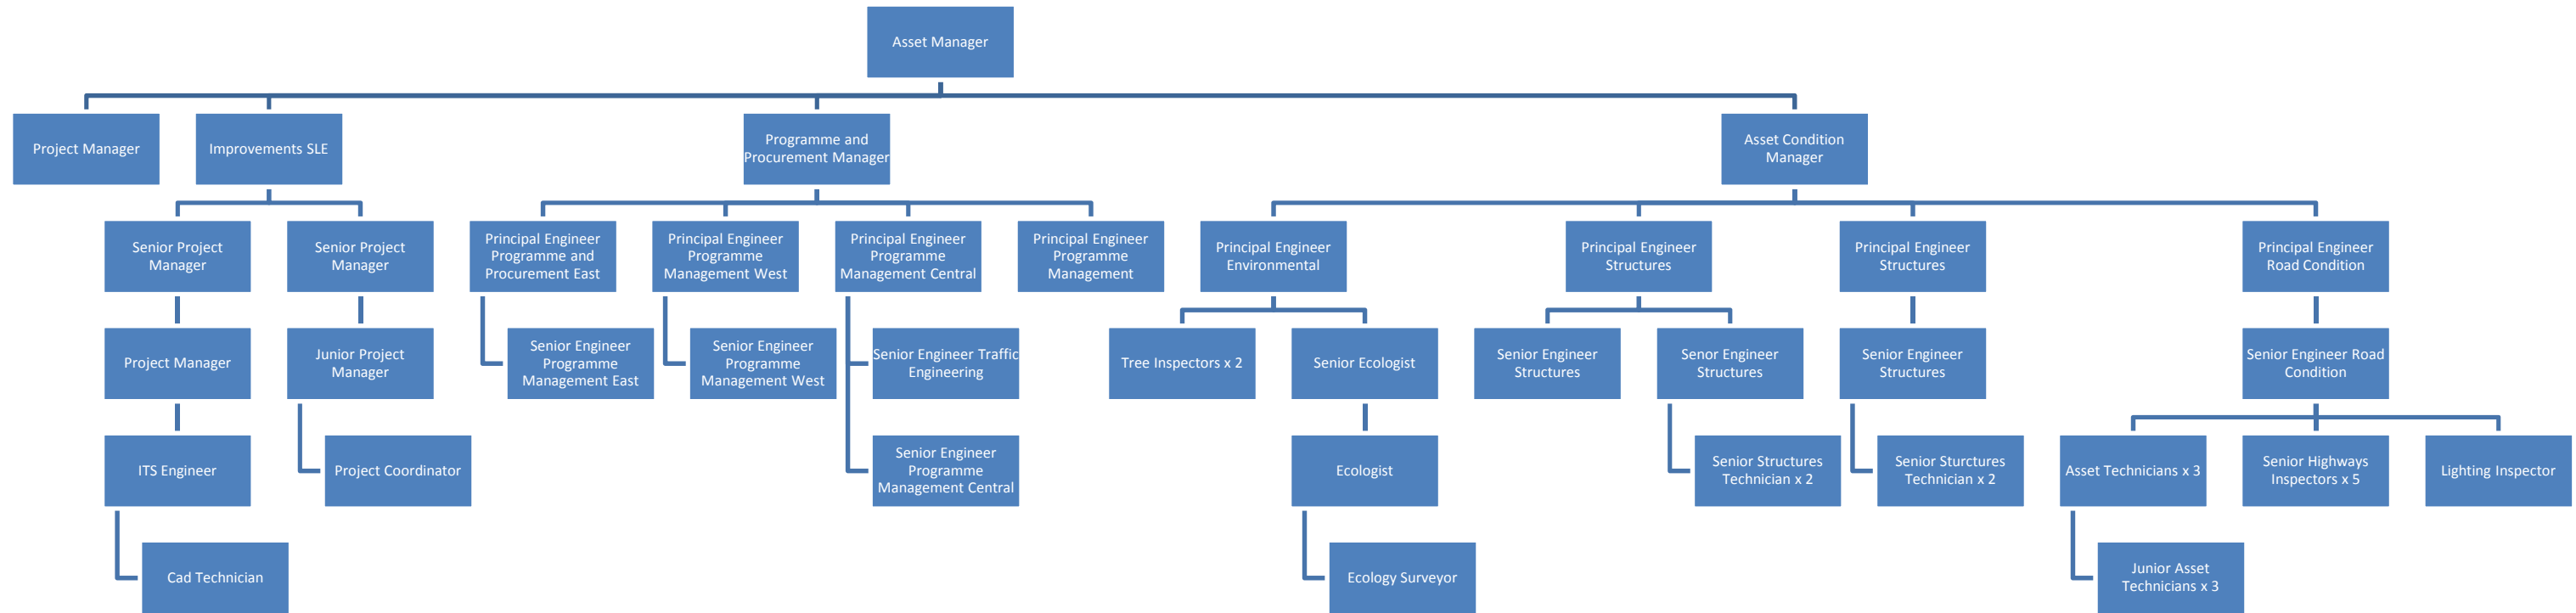 Asset Manager
Project Manager
Improvements SLE
Programme and
Procurement Manager
Asset Condition
Manager
Senior Project
Manager
Senior Project
Manager
Principal Engineer
Programme and
Procurement East
Principal Engineer
Programme
Management West
Principal Engineer
Programme
Management Central
Principal Engineer
Programme
Management
Principal Engineer
Environmental
Principal Engineer
Structures
Principal Engineer
Structures
Principal Engineer
Road Condition
Project Manager
Junior Project
Manager
Senior Engineer
Programme
Management East
Senior Engineer
Programme
Management West
Senior Engineer Traffic
Engineering
Tree Inspectors x 2
Senior Ecologist
Senior Engineer
Structures
Senor Engineer
Structures
Senior Engineer
Structures
Senior Engineer Road
Condition
ITS Engineer
Project Coordinator
Senior Engineer
Programme
Management Central
Ecologist
Senior Structures
Technician x 2
Senior Sturctures
Technician x 2
Asset Technicians x 3
Senior Highways
Inspectors x 5
Lighting Inspector
Cad Technician
Ecology Surveyor
Junior Asset
Technicians x 3